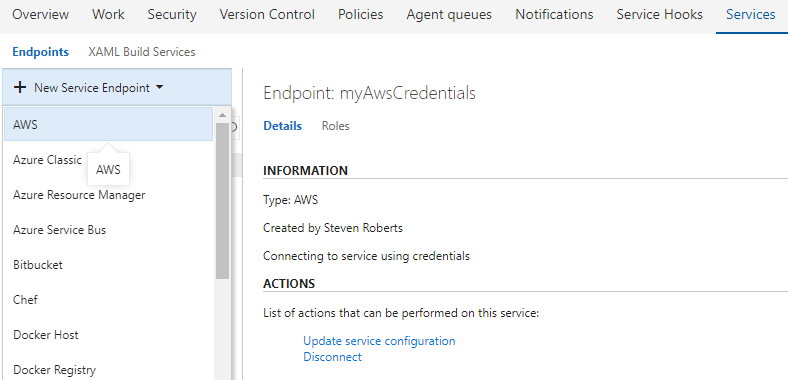 Overview Work Security Version Control Policies Agent queues Notifications Service Hooks Services
Endpoints XAML Build Services
New Service Endpoint
AWS
Azure Classic
AWS
Azure Resource Manager
Azure Service Bus
Bitbucket
Chef
Docker Host
Docker Registry
Endpoint: myAwsCredentials
Details Roles
INFORMATION
Type: AWS
Created by Steven Roberts
Connecting to service using credentials
ACTIONS
List of actions that can be performed on this service:
Update service configuration
Disconnect